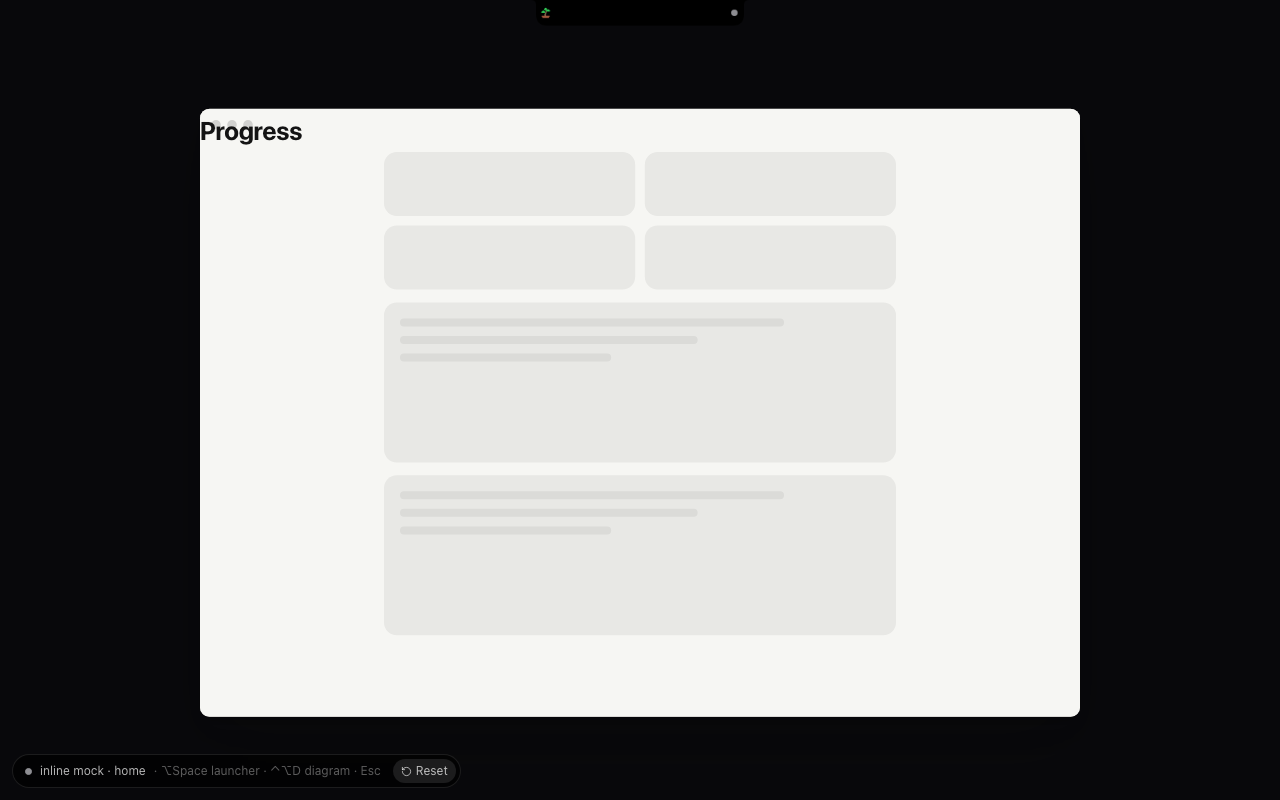 Progress
inline mock · home · ⌥Space launcher · ^⌥D diagram · Esc Reset